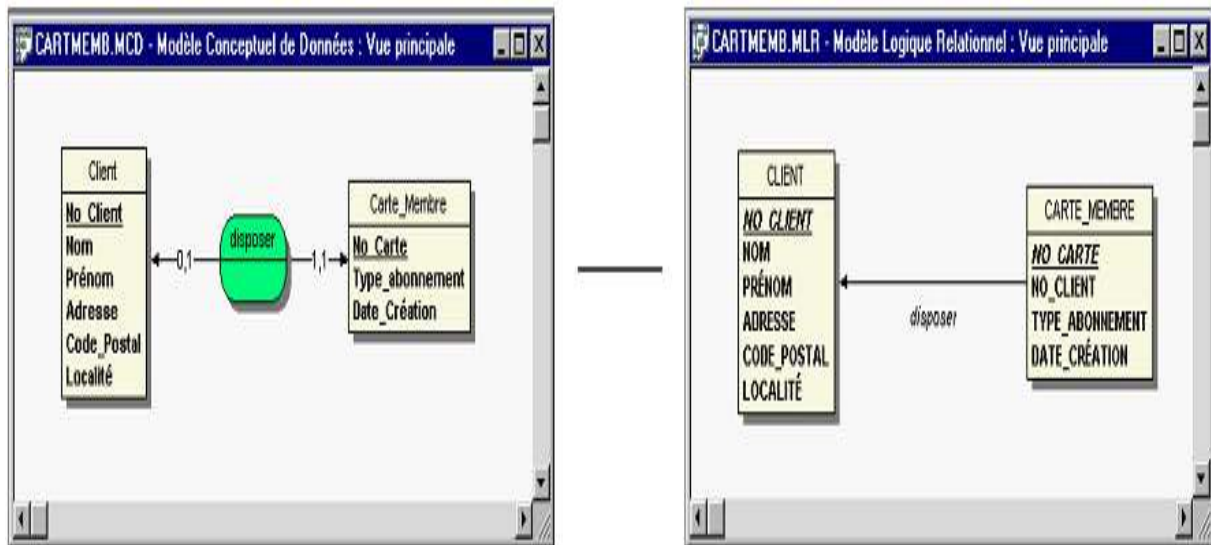 CARTMEMB.MCD - Modèle Conceptuel de Données : Vue principale
Client
No_Client
Nom
Prénom
Adresse
Code_Postal
Localité
0,1
disposer
1,1
Carte_Membre
No_Carte
Type_abonnement
Date_Création
CARTMEMB.MLR - Modèle Logique Relationnel : Vue principale
CLIENT
NO_CLIENT
NOM
PRÉNOM
ADRESSE
CODE_POSTAL
LOCALITÉ
disposer
CARTE_MEMBRE
NO_CARTE
NO_CLIENT
TYPE_ABONNEMENT
DATE_CRÉATION